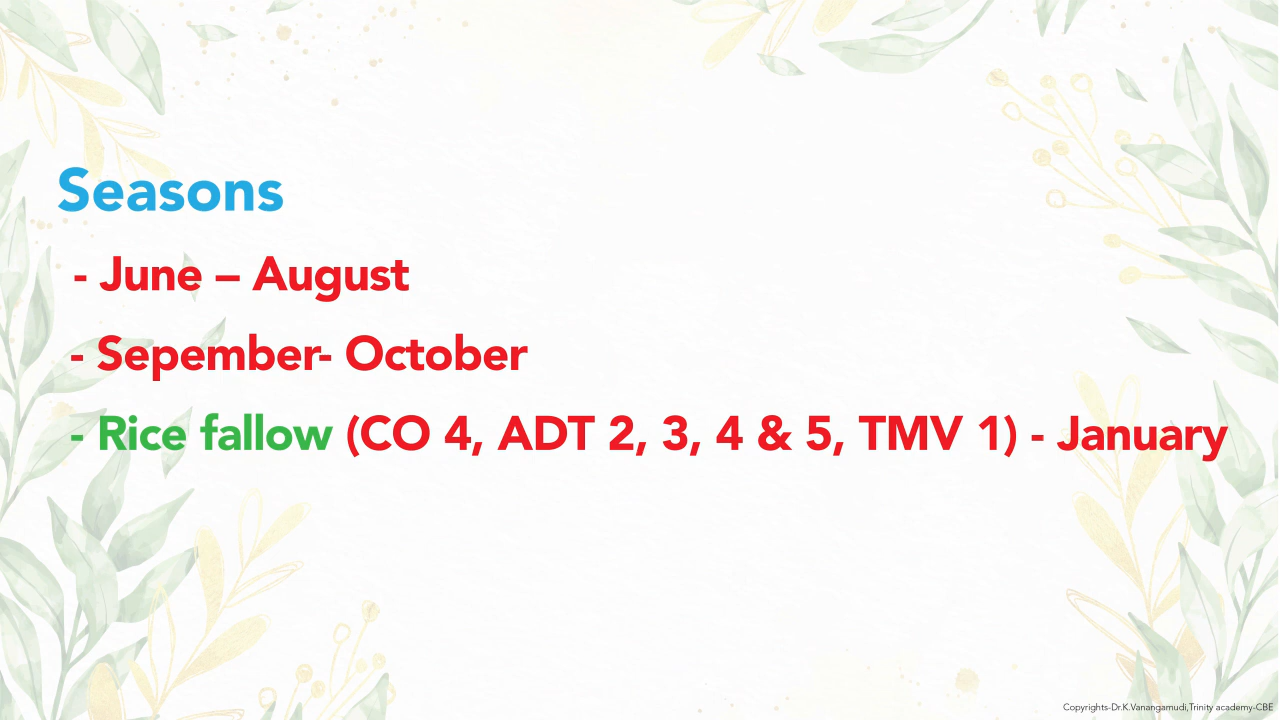 Seasons
- June – August
- Sepember- October
- Rice fallow (CO 4, ADT 2, 3, 4 & 5, TMV 1) - January
Copyrights-Dr.K.Vanangamudi,Trinity academy-CBE